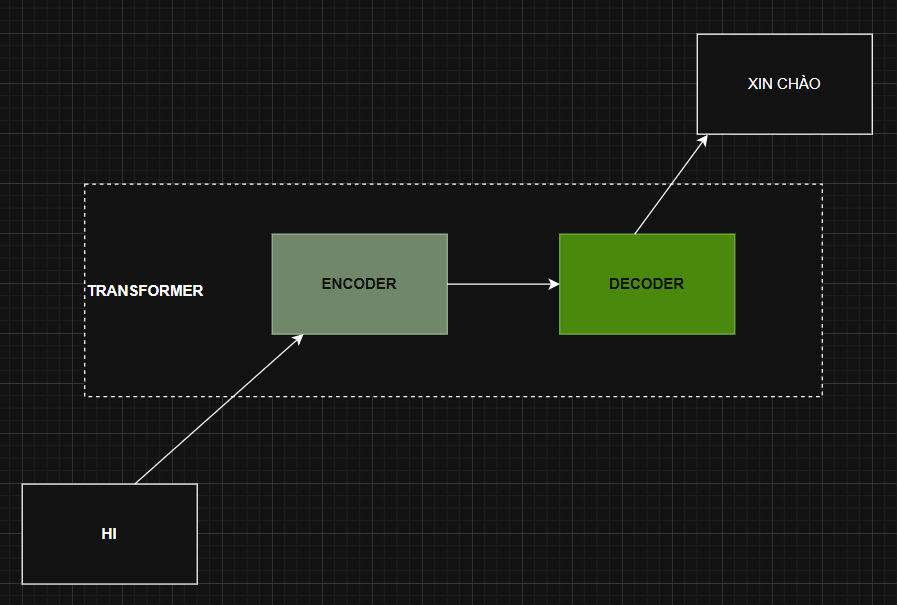 XIN CHÀO
TRANSFORMER
ENCODER
DECODER
HI